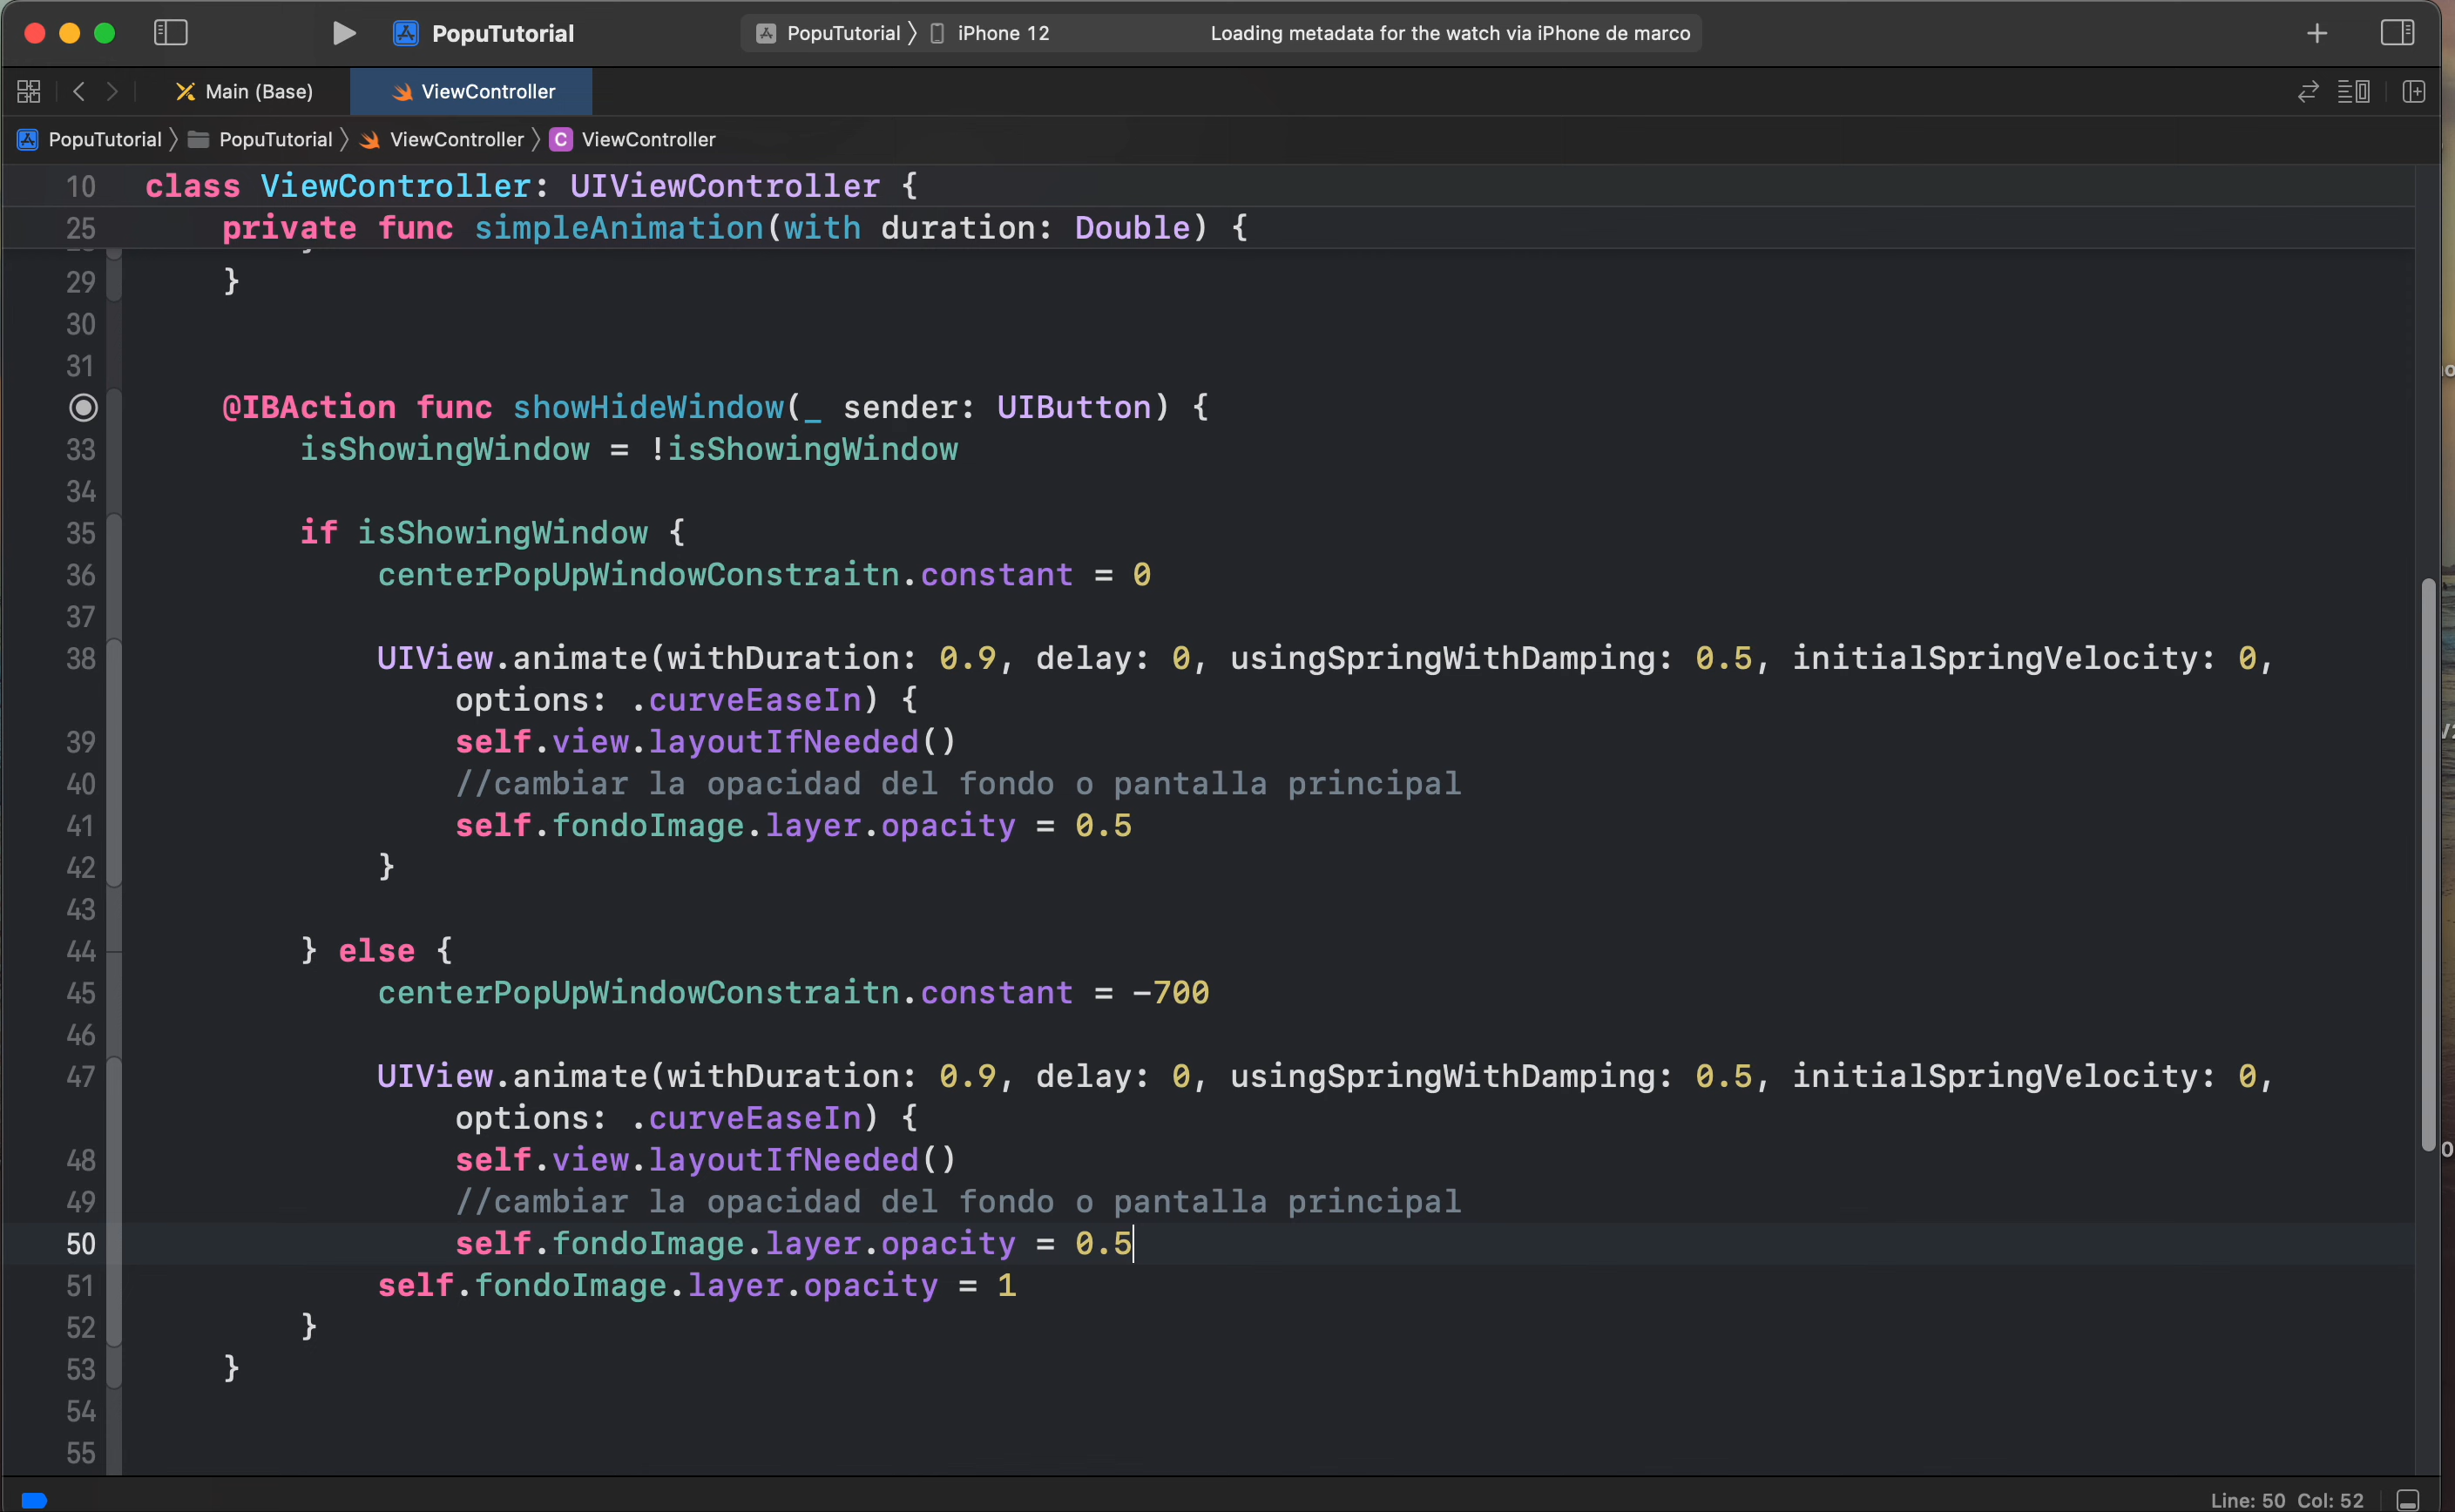 PopuTutorial
PopuTutorial
iPhone 12
Loading metadata for the watch via iPhone de marco
Main (Base)
ViewController
PopuTutorial
PopuTutorial
ViewController
C ViewController
10 class ViewController: UIViewController {
25 private func simpleAnimation(with duration: Double) {
29 }
30
31
@IBAction func showHideWindow(_ sender: UIButton) {
33 isShowingWindow = !isShowingWindow
34
35 if isShowingWindow {
36 centerPopUpWindowConstraitn.constant = 0
37
38 UIView.animate(withDuration: 0.9, delay: 0, usingSpringWithDamping: 0.5, initialSpringVelocity: 0,
options: .curveEaseIn) {
39 self.view.layoutIfNeeded()
40 //cambiar la opacidad del fondo o pantalla principal
41 self.fondoImage.layer.opacity = 0.5
42 }
43
44 } else {
45 centerPopUpWindowConstraitn.constant = -700
46
47 UIView.animate(withDuration: 0.9, delay: 0, usingSpringWithDamping: 0.5, initialSpringVelocity: 0,
options: .curveEaseIn) {
48 self.view.layoutIfNeeded()
49 //cambiar la opacidad del fondo o pantalla principal
50 self.fondoImage.layer.opacity = 0.5
51 self.fondoImage.layer.opacity = 1
52 }
53 }
54
55
Line: 50 Col: 52